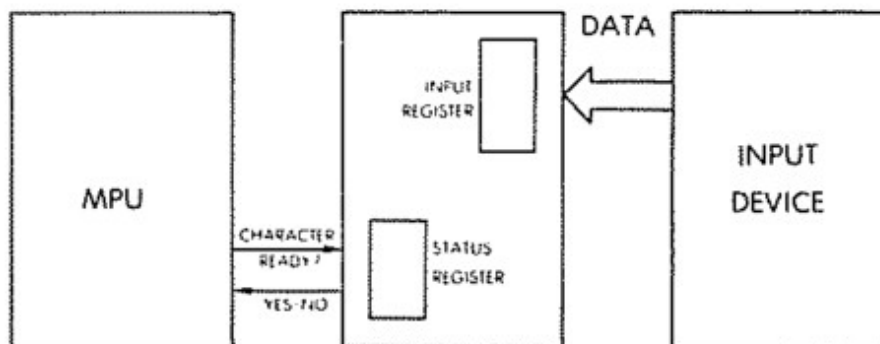 DATA
INPUT
REGISTER
MPU
INPUT
DEVICE
CHARACTER
READY?
STATUS
REGISTER
YES-NO